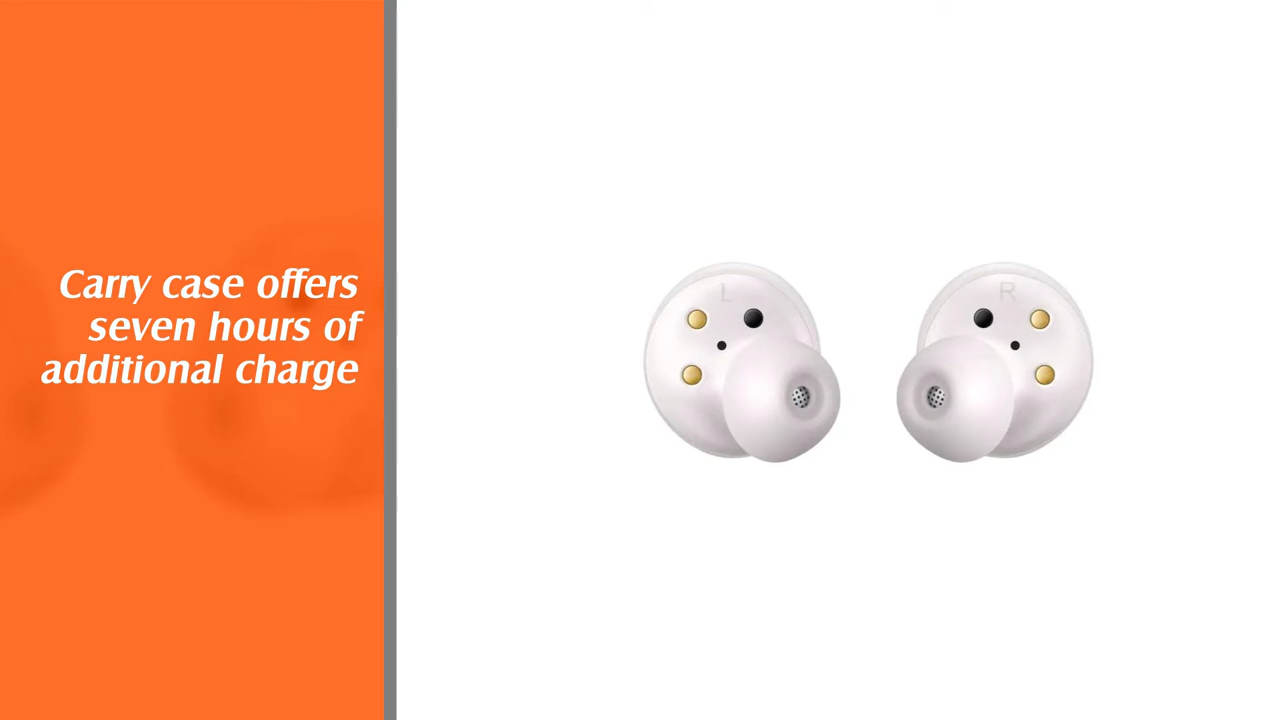 Carry case offers
seven hours of
additional charge
L
R